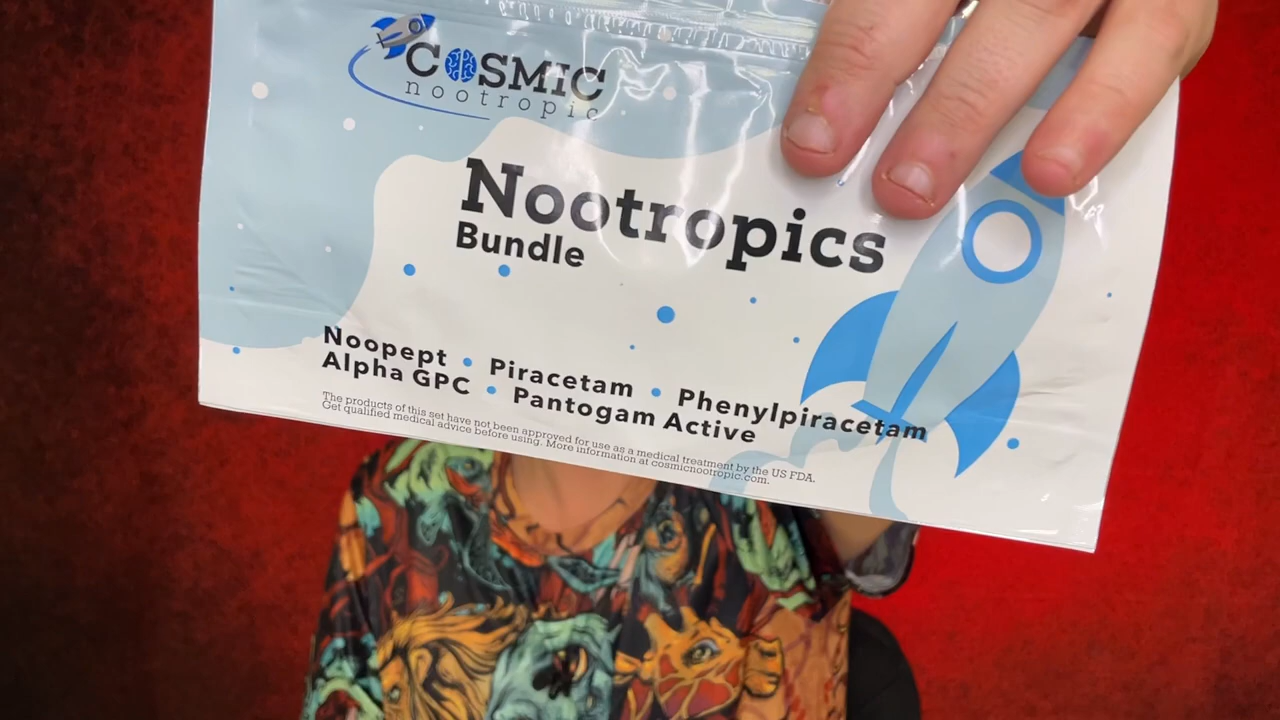 COSMIC
nootropic
Nootropics
Bundle
Noopept • Piracetam • Phenylpiracetam
Alpha GPC • Pantogam Active
The products of this set have not been approved for use as a medical treatment by the US FDA.
Get qualified medical advice before using. More information at cosmicnootropic.com.